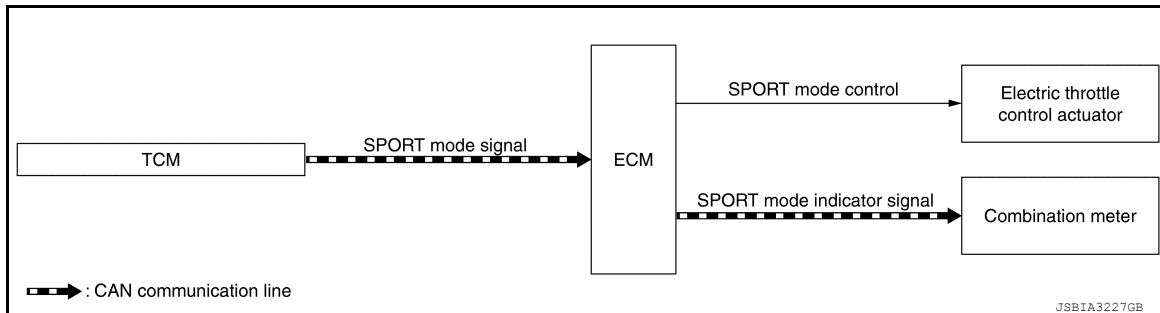 SPORT mode control
Electric throttle
control actuator
TCM
SPORT mode signal
ECM
SPORT mode indicator signal
Combination meter
: CAN communication line
JSBIA3227GB